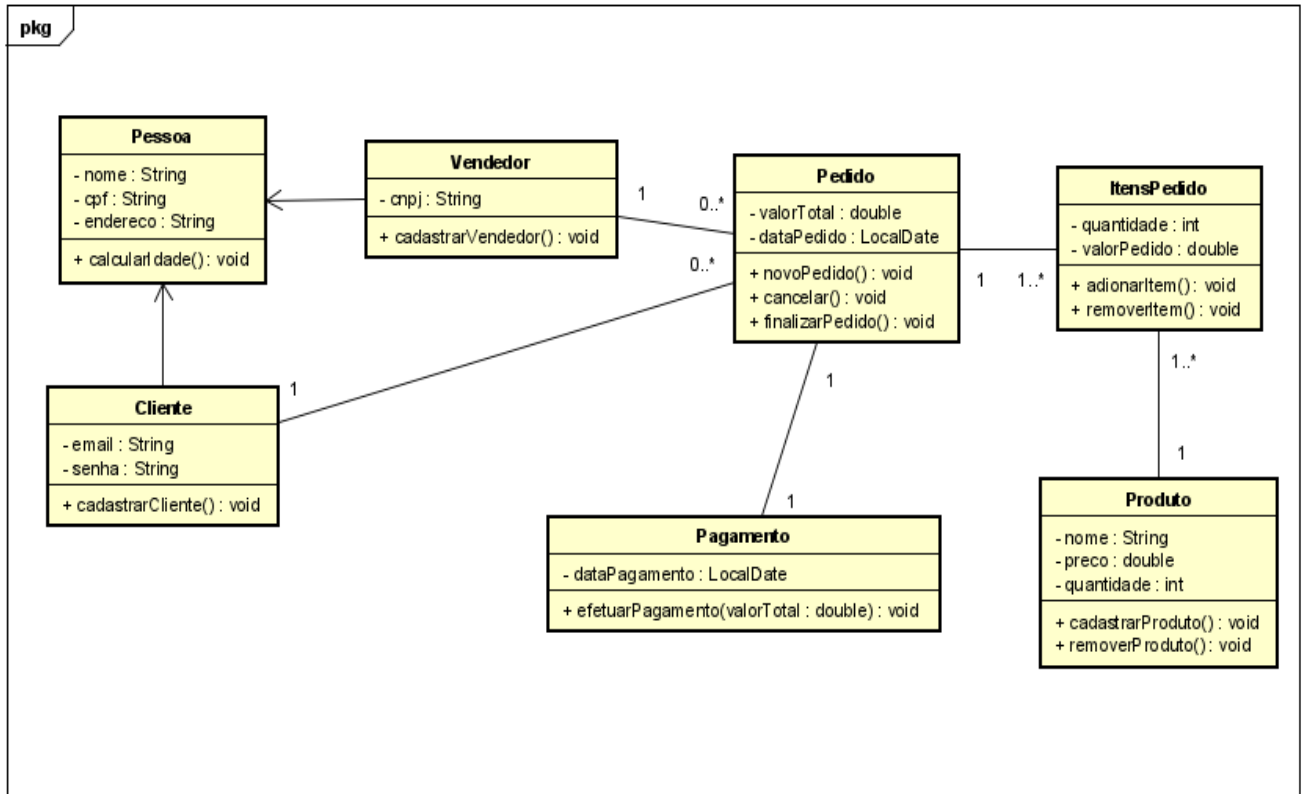 pkg
Pessoa
- nome : String
- cpf : String
- endereco : String
+ calcularIdade() : void
Vendedor
- cnpj : String
+ cadastrarVendedor() : void
1
0..*
Pedido
- valorTotal : double
- dataPedido : LocalDate
+ novoPedido() : void
+ cancelar() : void
+ finalizarPedido() : void
0..*
1
1..*
ItensPedido
- quantidade : int
- valorPedido : double
+ adionarItem() : void
+ removerItem() : void
1..*
1
Cliente
- email : String
- senha : String
+ cadastrarCliente() : void
1
1
1
Pagamento
- dataPagamento : LocalDate
+ efetuarPagamento(valorTotal : double) : void
Produto
- nome : String
- preco : double
- quantidade : int
+ cadastrarProduto() : void
+ removerProduto() : void